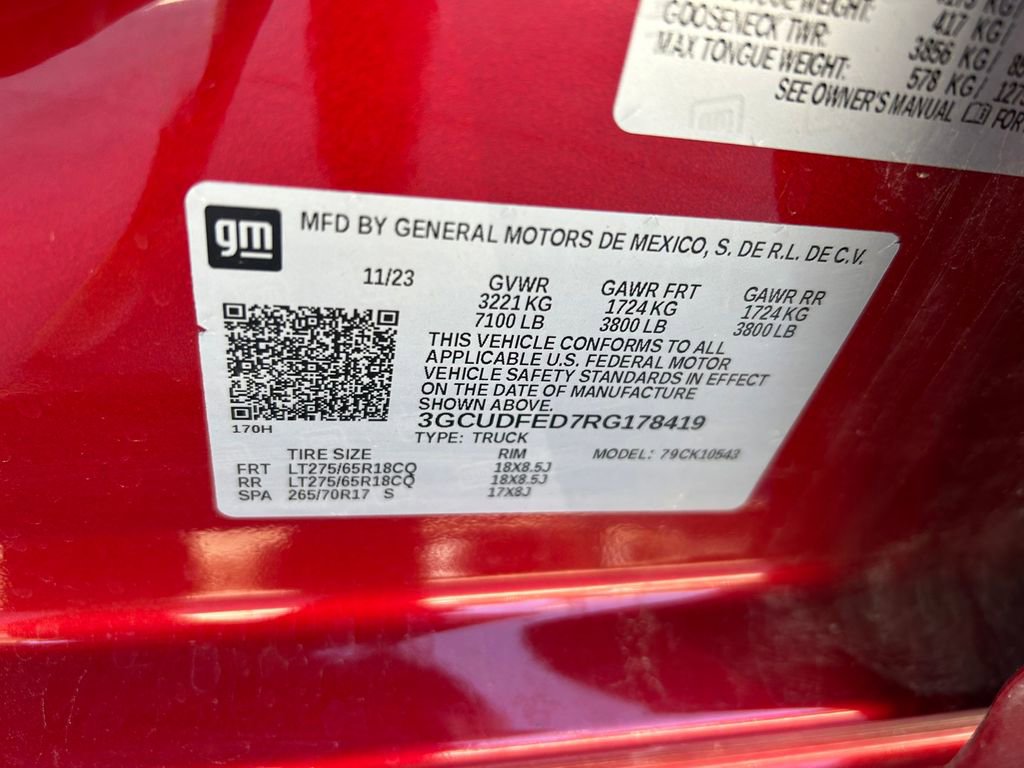 WEIGHT:
GOOSENECK TWR: 417 KG /
MAX TONGUE WEIGHT: 3856 KG /
578 KG /
SEE OWNER'S MANUAL FOR
gm MFD BY GENERAL MOTORS DE MEXICO, S. DE R.L. DE C.V.
11/23 GVWR GAWR FRT GAWR RR
3221 KG 1724 KG 1724 KG
7100 LB 3800 LB 3800 LB
THIS VEHICLE CONFORMS TO ALL
APPLICABLE U.S. FEDERAL MOTOR
VEHICLE SAFETY STANDARDS IN EFFECT
ON THE DATE OF MANUFACTURE
SHOWN ABOVE.
3GCUDFED7RG178419
170H
TYPE: TRUCK
TIRE SIZE RIM MODEL: 79CK10543
FRT LT275/65R18CQ 18X8.5J
RR LT275/65R18CQ 18X8.5J
SPA 265/70R17 S 17X8J